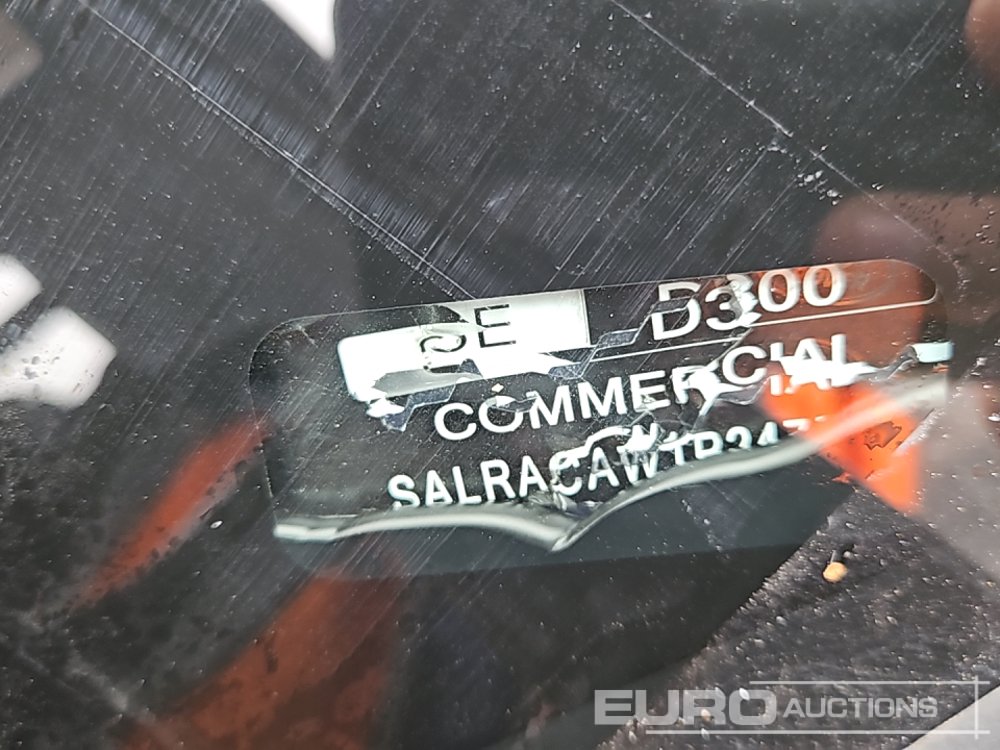 SE D300
COMMERCIAL
EURO AUCTIONS